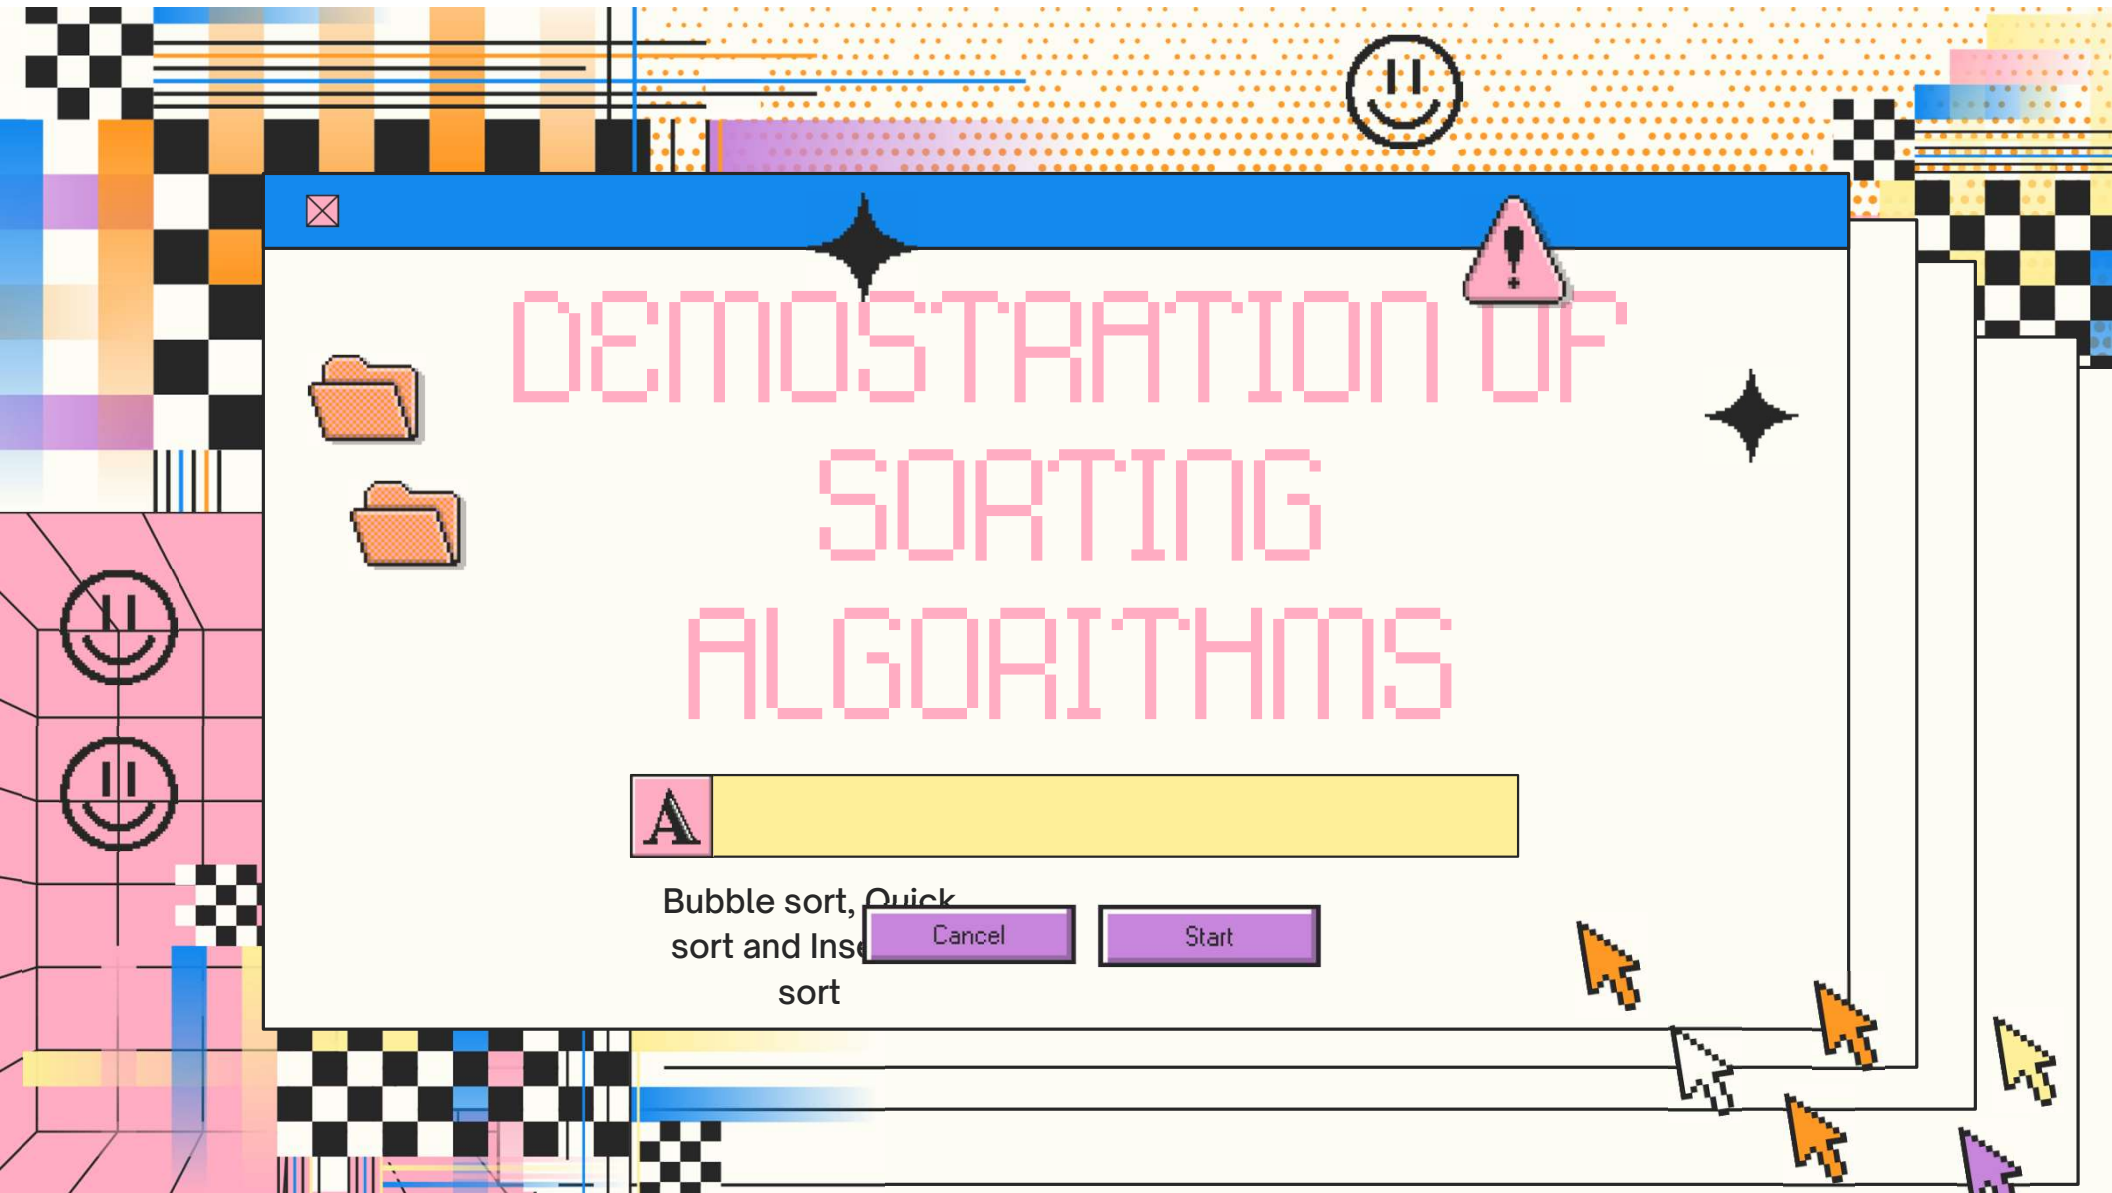 DEMOSTRATION OF
SORTING
ALGORITHMS
A
Bubble sort, Quick
sort and Inse
sort
Cancel
Start